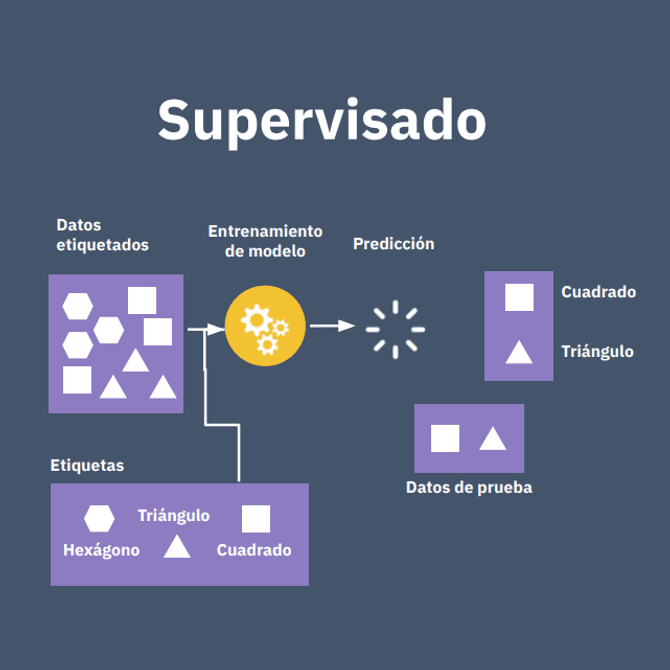 Supervisado
Datos
etiquetados
Entrenamiento
de modelo
Predicción
Cuadrado
Triángulo
Datos de prueba
Etiquetas
Triángulo
Hexágono
Cuadrado